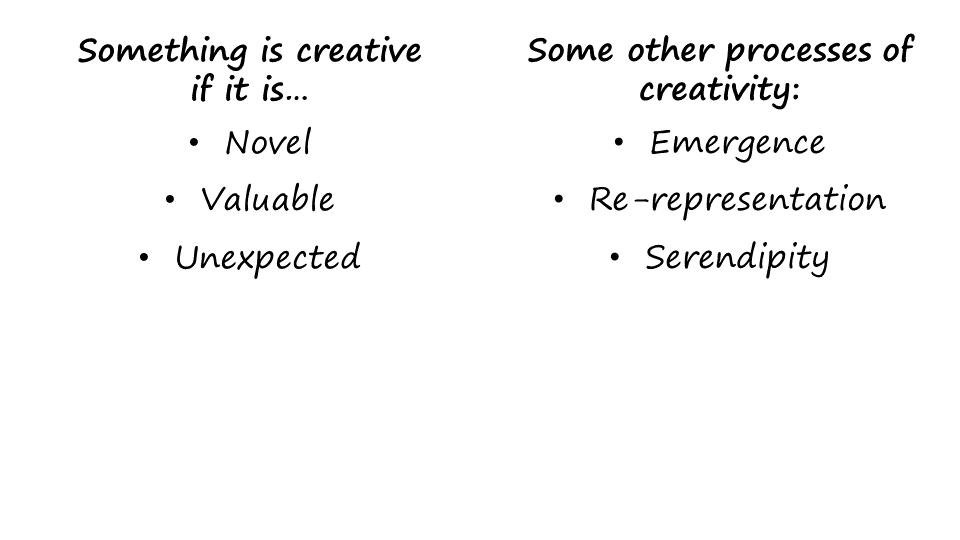 Something is creative
if it is...
• Novel
• Valuable
• Unexpected
Some other processes of
creativity:
• Emergence
• Re-representation
• Serendipity